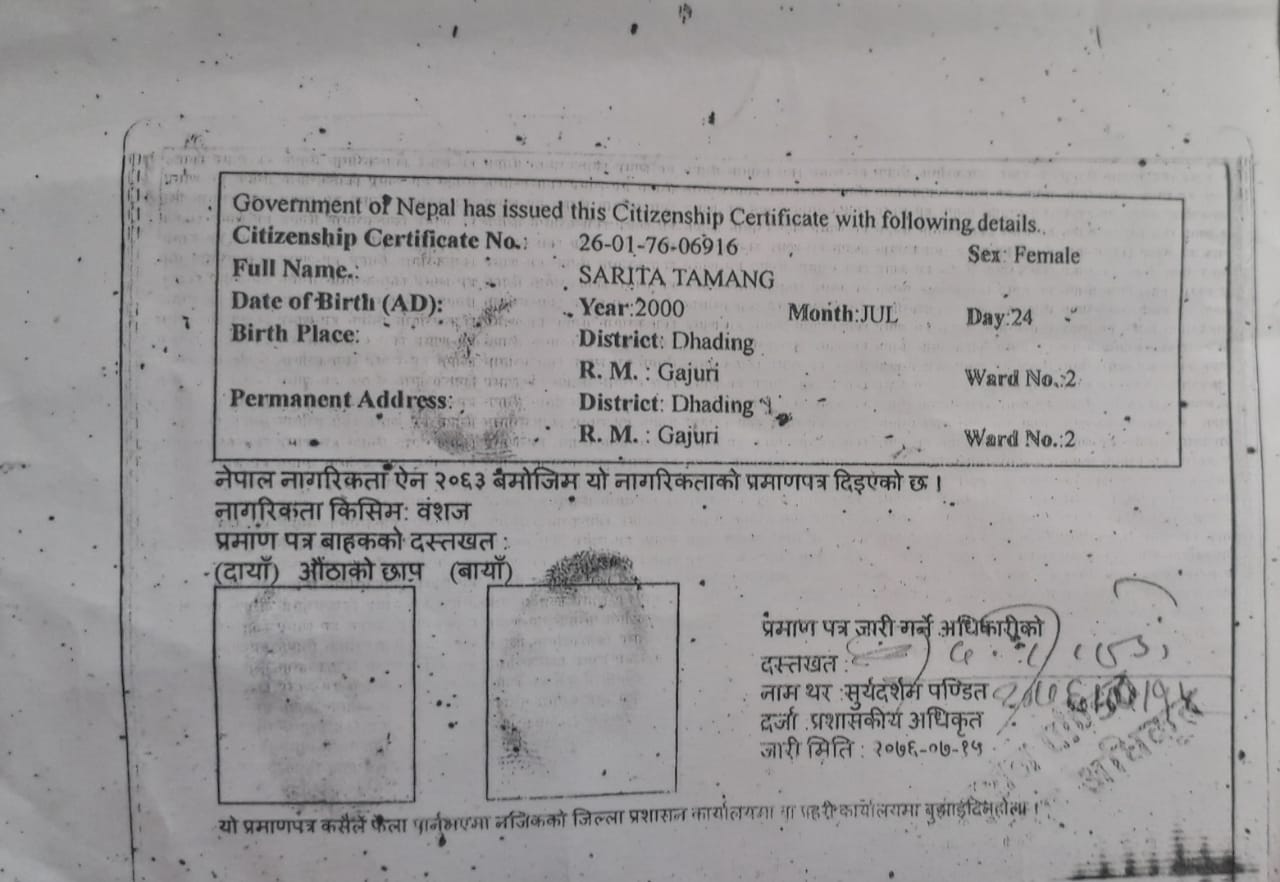 Government of Nepal has issued this Citizenship Certificate with following details.
Citizenship Certificate No.: 26-01-76-06916 Sex: Female
Full Name.: SARITA TAMANG
Date of Birth (AD): Year:2000 Month:JUL Day:24
Birth Place: District: Dhading
R. M. : Gajuri Ward No.:2
Permanent Address: District: Dhading
R. M. : Gajuri Ward No.:2
नेपाल नागरिकता ऐन २०६३ बमोजिम यो नागरिकताको प्रमाणपत्र दिइएको छ ।
नागरिकता किसिम: वंशज
प्रमाण पत्र बाहकको दस्तखत :
(दायाँ) औंठाको छाप (बायाँ)
प्रमाण पत्र जारी गर्ने अधिकारीको
दस्तखत :
नाम थर :सुर्यदर्शन पण्डित
दर्जा :प्रशासकीय अधिकृत
जारी मिति : २०७६-०७-१५
यो प्रमाणपत्र कसैले फेला पार्नुभएमा नजिकको जिल्ला प्रशासन कार्यालयमा वा प्रहरी कार्यालयमा बुझाईदिनुहोला ।